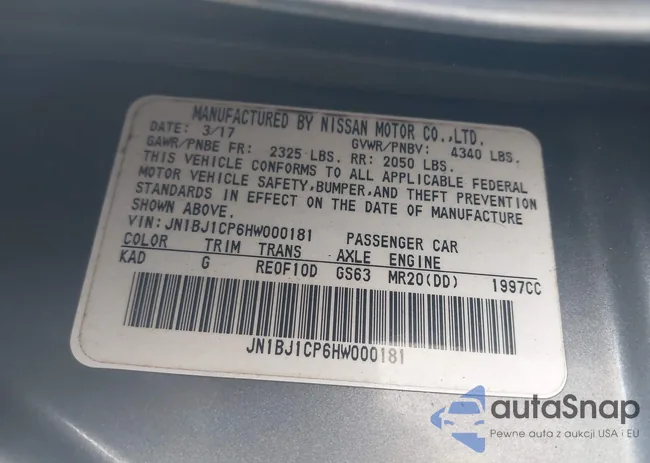 MANUFACTURED BY NISSAN MOTOR CO.,LTD.
DATE: 3/17 GVWR/PNBV: 4340 LBS.
GAWR/PNBE FR: 2325 LBS. RR: 2050 LBS.
THIS VEHICLE CONFORMS TO ALL APPLICABLE FEDERAL
MOTOR VEHICLE SAFETY,BUMPER,AND THEFT PREVENTION
STANDARDS IN EFFECT ON THE DATE OF MANUFACTURE
SHOWN ABOVE.
VIN: JN1BJ1CP6HW000181 PASSENGER CAR
COLOR TRIM TRANS AXLE ENGINE
KAD G RE0F10D GS63 MR20(DD) 1997CC
JN1BJ1CP6HW000181
autaSnap
Pewne auta z aukcji USA i EU